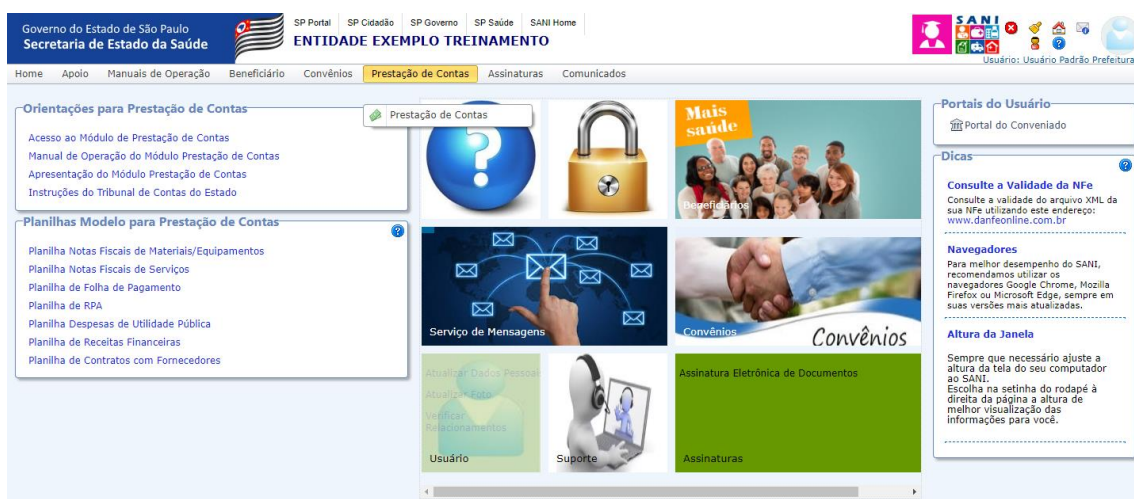 Governo do Estado de São Paulo
Secretaria de Estado da Saúde
SP Portal SP Cidadão SP Governo SP Saúde SANI Home
ENTIDADE EXEMPLO TREINAMENTO
SANI
Usuário: Usuário Padrão Prefeitura
Home Apoio Manuais de Operação Beneficiário Convênios Prestação de Contas Assinaturas Comunicados
Prestação de Contas
Orientações para Prestação de Contas
Acesso ao Módulo de Prestação de Contas
Manual de Operação do Módulo Prestação de Contas
Apresentação do Módulo Prestação de Contas
Instruções do Tribunal de Contas do Estado
Planilhas Modelo para Prestação de Contas
Planilha Notas Fiscais de Materiais/Equipamentos
Planilha Notas Fiscais de Serviços
Planilha de Folha de Pagamento
Planilha de RPA
Planilha Despesas de Utilidade Pública
Planilha de Receitas Financeiras
Planilha de Contratos com Fornecedores
Mais
saúde
Beneficiários
Serviço de Mensagens
Convênios
Convênios
Atualizar Dados Pessoais
Atualizar Foto
Verificar
Relacionamentos
Usuário
Suporte
Assinatura Eletrônica de Documentos
Assinaturas
Portais do Usuário
Portal do Conveniado
Dicas
Consulte a Validade da NFe
Consulte a validade do arquivo XML da
sua NFe utilizando este endereço:
www.danfeonline.com.br
Navegadores
Para melhor desempenho do SANI,
recomendamos utilizar os
navegadores Google Chrome, Mozilla
Firefox ou Microsoft Edge, sempre em
suas versões mais atualizadas.
Altura da Janela
Sempre que necessário ajuste a
altura da tela do seu computador
ao SANI.
Escolha na setinha do rodapé à
direita da página a altura de
melhor visualização das
informações para você.